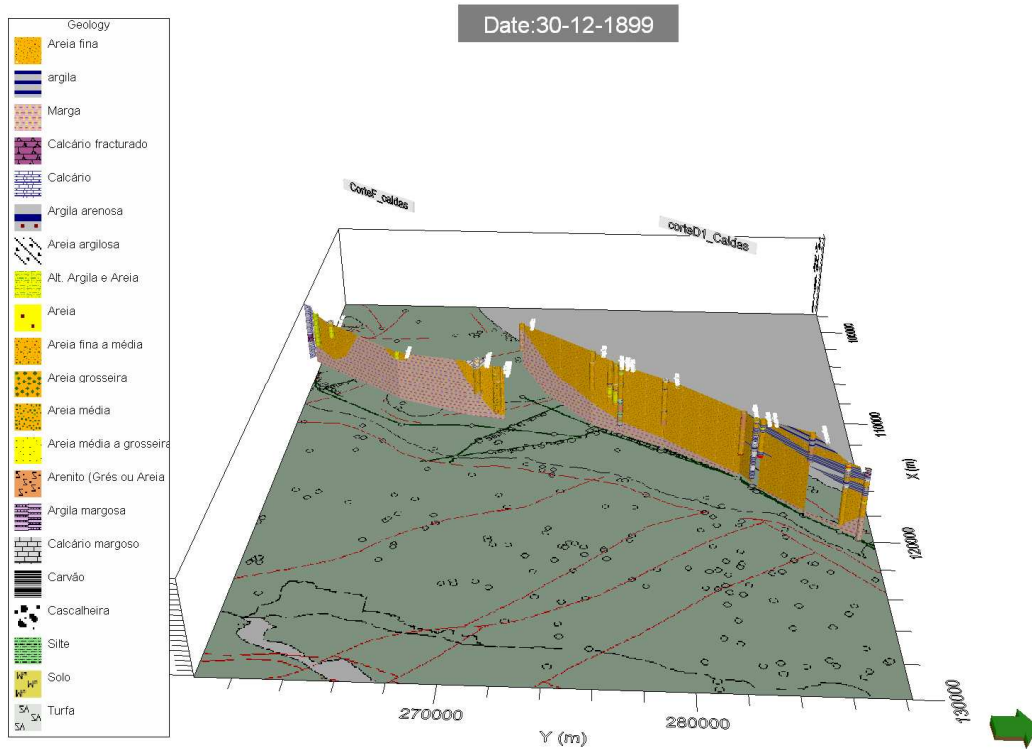 Date:30-12-1899
Geology
Areia fina
argila
Marga
Calcário fracturado
Calcário
Argila arenosa
Areia argilosa
Alt. Argila e Areia
Areia
Areia fina a média
Areia grosseira
Areia média
Areia média a grosseira
Arenito (Grés ou Areia
Argila margosa
Calcário margoso
Carvão
Cascalheira
Silte
Solo
Turfa
CorteF_caldas
corteD1_Caldas
100000
110000
X (m)
120000
130000
270000
280000
Y (m)